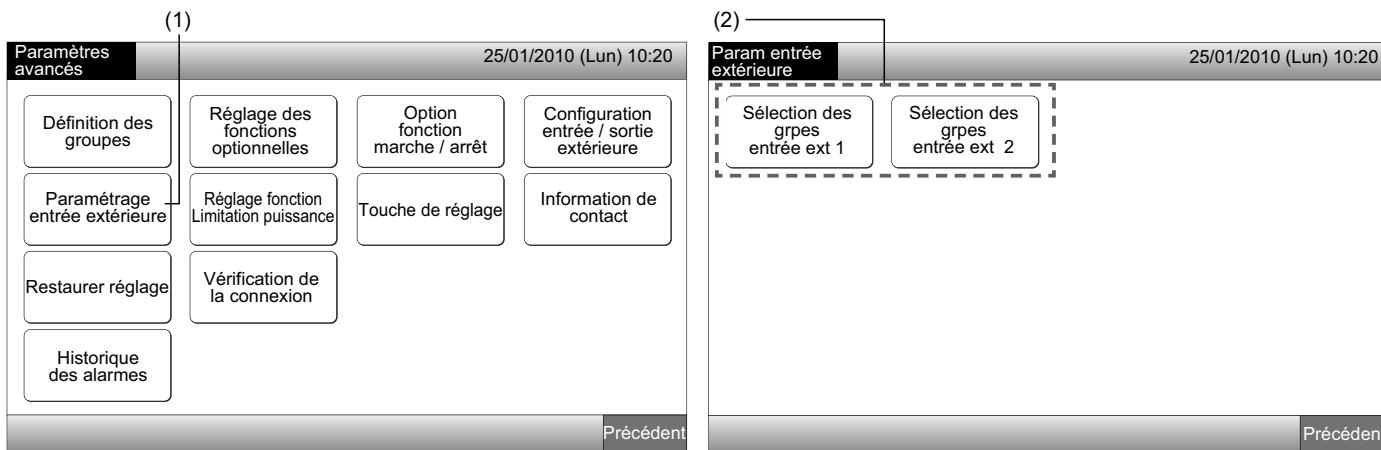 (1)
Paramètres
avancés
25/01/2010 (Lun) 10:20
Définition des
groupes
Réglage des
fonctions
optionnelles
Option
fonction
marche / arrêt
Configuration
entrée / sortie
extérieure
Paramétrage
entrée extérieure
Réglage fonction
Limitation puissance
Touche de réglage
Information de
contact
Restaurer réglage
Vérification de
la connexion
Historique
des alarmes
Précédent
(2)
Param entrée
extérieure
25/01/2010 (Lun) 10:20
Sélection des
grpes
entrée ext 1
Sélection des
grpes
entrée ext 2
Précéden